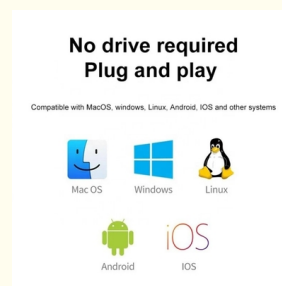 No drive required
Plug and play
Compatible with MacOS, windows, Linux, Android, IOS and other systems
Mac OS Windows Linux
iOS
Android IOS